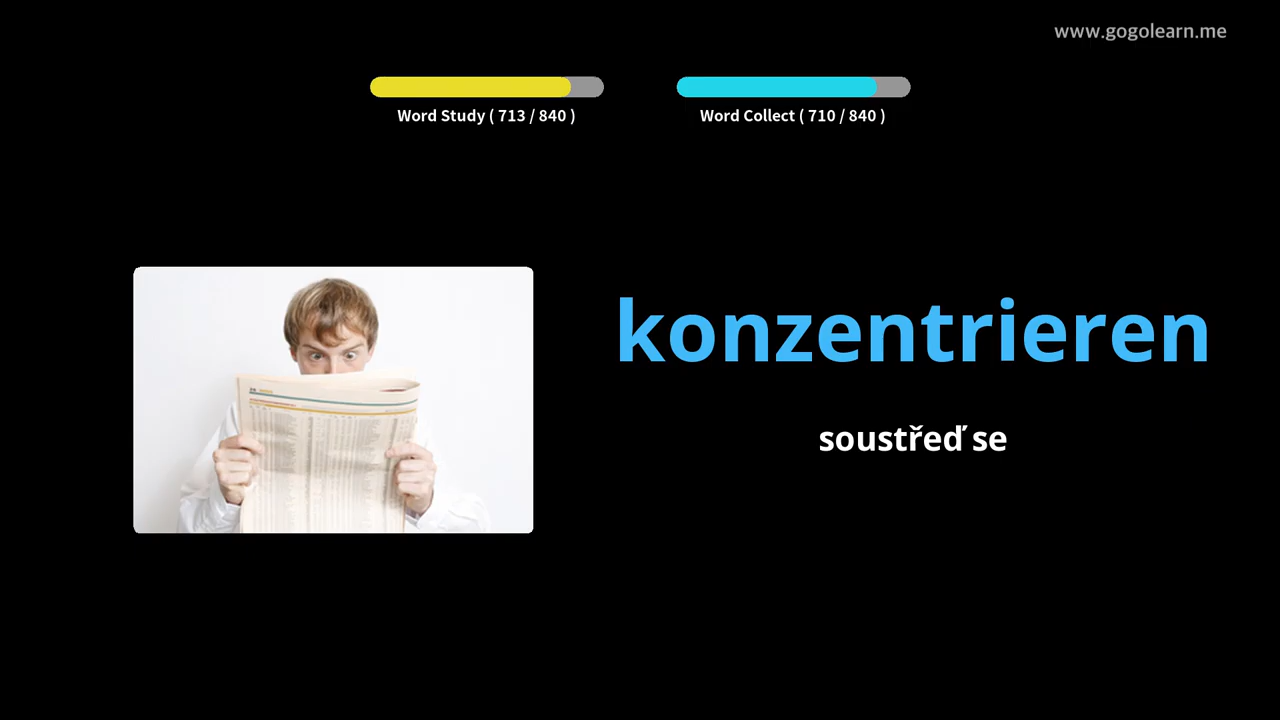 www.gogolearn.me
Word Study ( 713 / 840 )
Word Collect ( 710 / 840 )
konzentrieren
soustřeď se